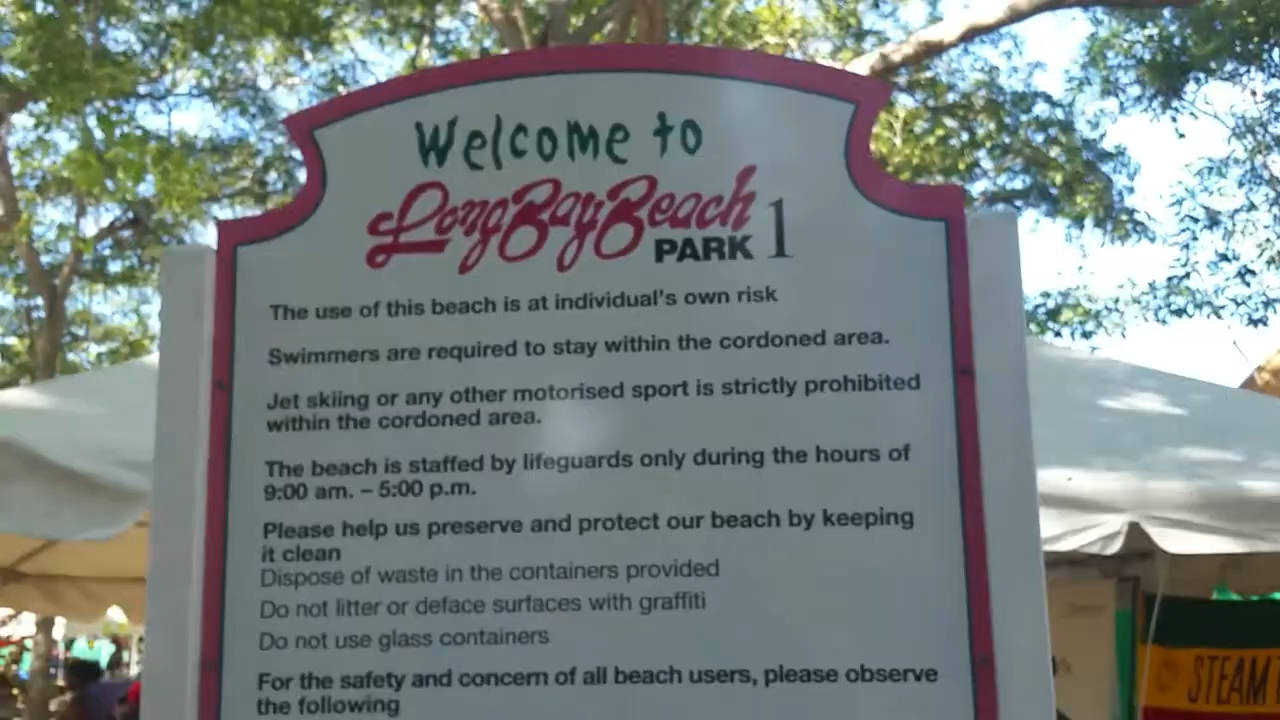 Welcome to
Long Bay Beach
PARK 1
The use of this beach is at individual's own risk
Swimmers are required to stay within the cordoned area.
Jet skiing or any other motorised sport is strictly prohibited
within the cordoned area.
The beach is staffed by lifeguards only during the hours of
9:00 am. – 5:00 p.m.
Please help us preserve and protect our beach by keeping
it clean
Dispose of waste in the containers provided
Do not litter or deface surfaces with graffiti
Do not use glass containers
For the safety and concern of all beach users, please observe
the following
STEAM